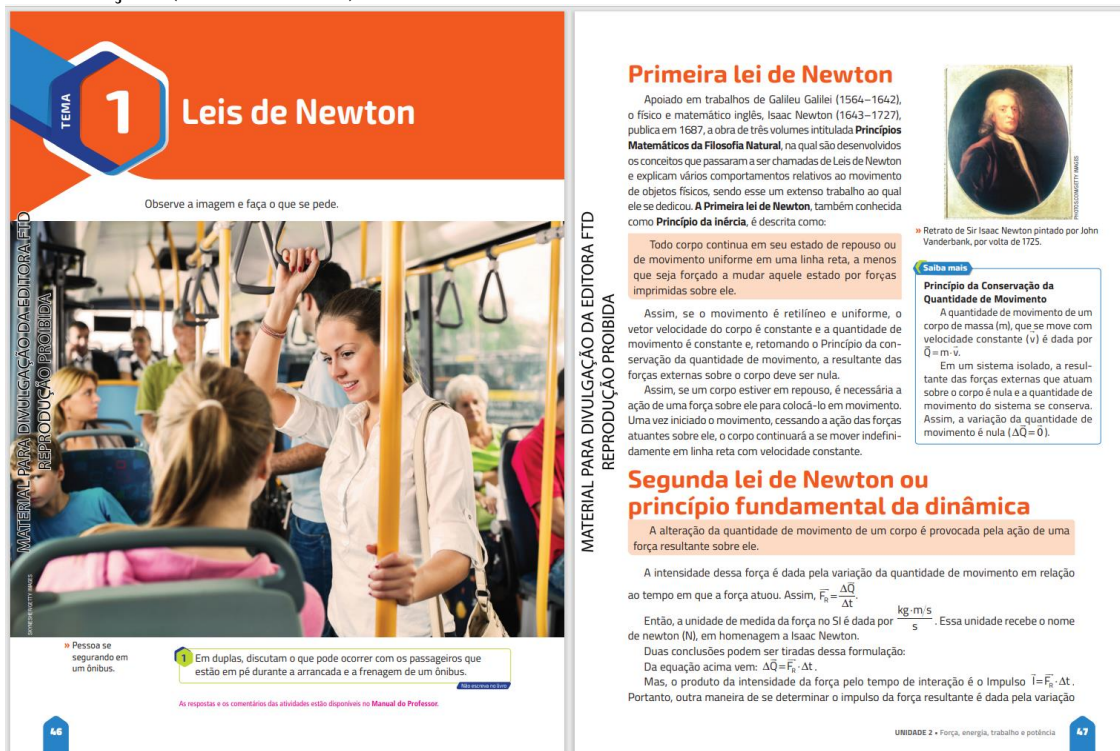 TEMA
1
Leis de Newton
Observe a imagem e faça o que se pede.
MATERIAL PARA DIVULGAÇÃO DA EDITORA FTD
REPRODUÇÃO PROIBIDA
» Pessoa se
segurando em
um ônibus.
1 Em duplas, discutam o que pode ocorrer com os passageiros que
estão em pé durante a arrancada e a frenagem de um ônibus.
Não escreva no livro
As respostas e os comentários das atividades estão disponíveis no Manual do Professor.
46
MATERIAL PARA DIVULGAÇÃO DA EDITORA FTD
REPRODUÇÃO PROIBIDA
Primeira lei de Newton
Apoiado em trabalhos de Galileu Galilei (1564–1642),
o físico e matemático inglês, Isaac Newton (1643–1727),
publica em 1687, a obra de três volumes intitulada Princípios
Matemáticos da Filosofia Natural, na qual são desenvolvidos
os conceitos que passaram a ser chamadas de Leis de Newton
e explicam vários comportamentos relativos ao movimento
de objetos físicos, sendo esse um extenso trabalho ao qual
ele se dedicou. A Primeira lei de Newton, também conhecida
como Princípio da inércia, é descrita como:
Todo corpo continua em seu estado de repouso ou
de movimento uniforme em uma linha reta, a menos
que seja forçado a mudar aquele estado por forças
imprimidas sobre ele.
Assim, se o movimento é retilíneo e uniforme, o
vetor velocidade do corpo é constante e a quantidade de
movimento é constante e, retomando o Princípio da con-
servação da quantidade de movimento, a resultante das
forças externas sobre o corpo deve ser nula.
Assim, se um corpo estiver em repouso, é necessária a
ação de uma força sobre ele para colocá-lo em movimento.
Uma vez iniciado o movimento, cessando a ação das forças
atuantes sobre ele, o corpo continuará a se mover indefini-
damente em linha reta com velocidade constante.
» Retrato de Sir Isaac Newton pintado por John
Vanderbank, por volta de 1725.
Saiba mais
Princípio da Conservação da
Quantidade de Movimento
A quantidade de movimento de um
corpo de massa (m), que se move com
velocidade constante (v⃗) é dada por
Q⃗ = m · v⃗.
Em um sistema isolado, a resul-
tante das forças externas que atuam
sobre o corpo é nula e a quantidade de
movimento do sistema se conserva.
Assim, a variação da quantidade de
movimento é nula (ΔQ⃗ = 0⃗).
Segunda lei de Newton ou
princípio fundamental da dinâmica
A alteração da quantidade de movimento de um corpo é provocada pela ação de uma
força resultante sobre ele.
A intensidade dessa força é dada pela variação da quantidade de movimento em relação
ao tempo em que a força atuou. Assim, F⃗R = ΔQ⃗/Δt.
Então, a unidade de medida da força no SI é dada por (kg·m/s)/s. Essa unidade recebe o nome
de newton (N), em homenagem a Isaac Newton.
Duas conclusões podem ser tiradas dessa formulação:
Da equação acima vem: ΔQ⃗ = F⃗R · Δt.
Mas, o produto da intensidade da força pelo tempo de interação é o Impulso I⃗ = F⃗R · Δt.
Portanto, outra maneira de se determinar o impulso da força resultante é dada pela variação
UNIDADE 2 • Força, energia, trabalho e potência
47